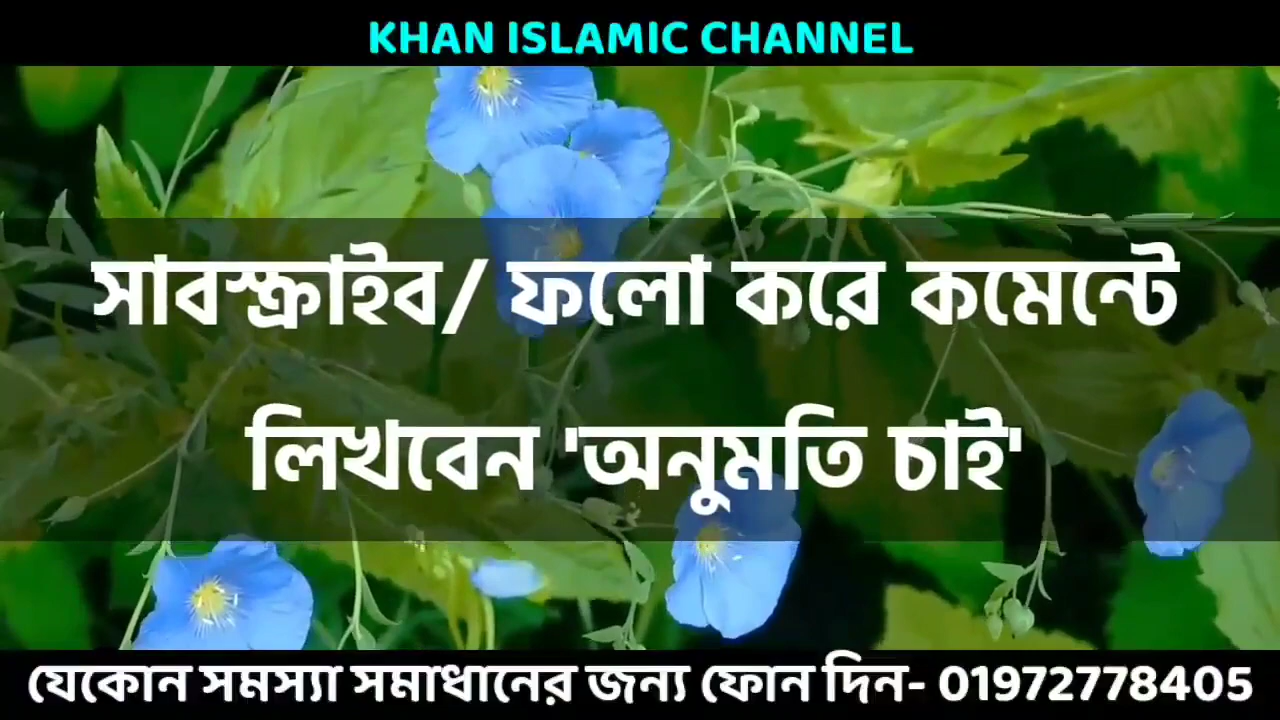 KHAN ISLAMIC CHANNEL
সাবস্ক্রাইব/ ফলো করে কমেন্টে
লিখবেন 'অনুমতি চাই'
যেকোন সমস্যা সমাধানের জন্য ফোন দিন- 01972778405